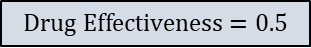 Drug Effectiveness = 0.5